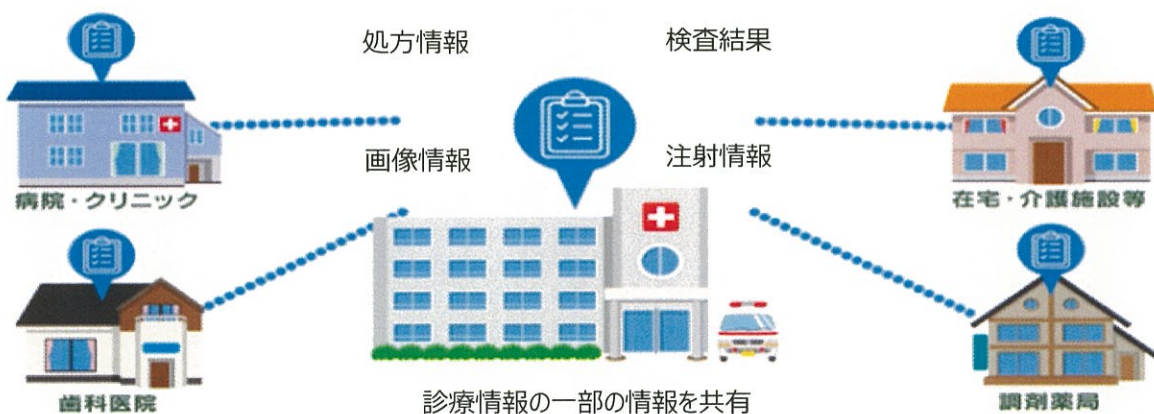 処方情報
検査結果
画像情報
注射情報
病院・クリニック
在宅・介護施設等
歯科医院
診療情報の一部の情報を共有
調剤薬局